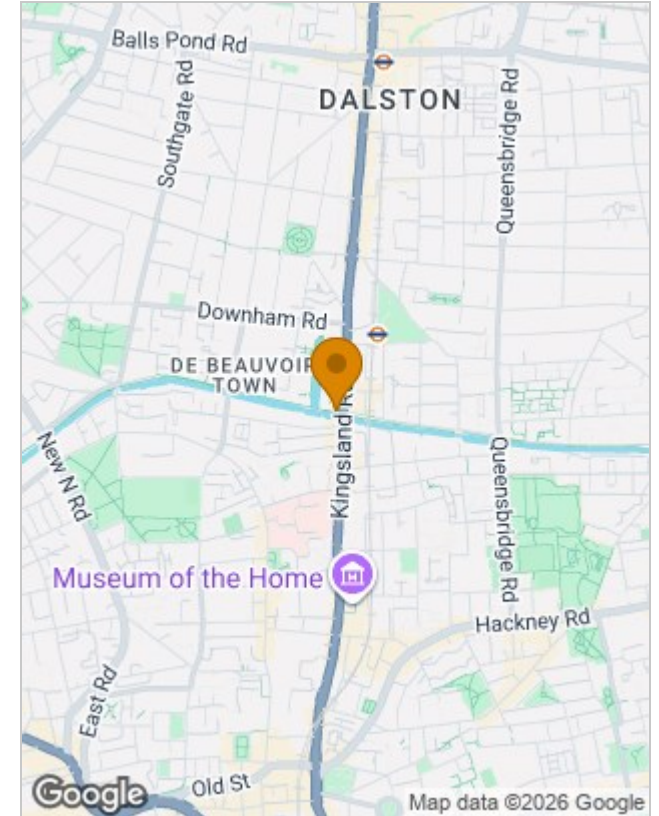 Balls Pond Rd
DALSTON
Southgate Rd
Queensbridge Rd
Downham Rd
DE BEAUVOIR
TOWN
Kingsland Rd
New N Rd
Queensbridge Rd
Museum of the Home
Hackney Rd
East Rd
Old St
Google
Map data ©2026 Google